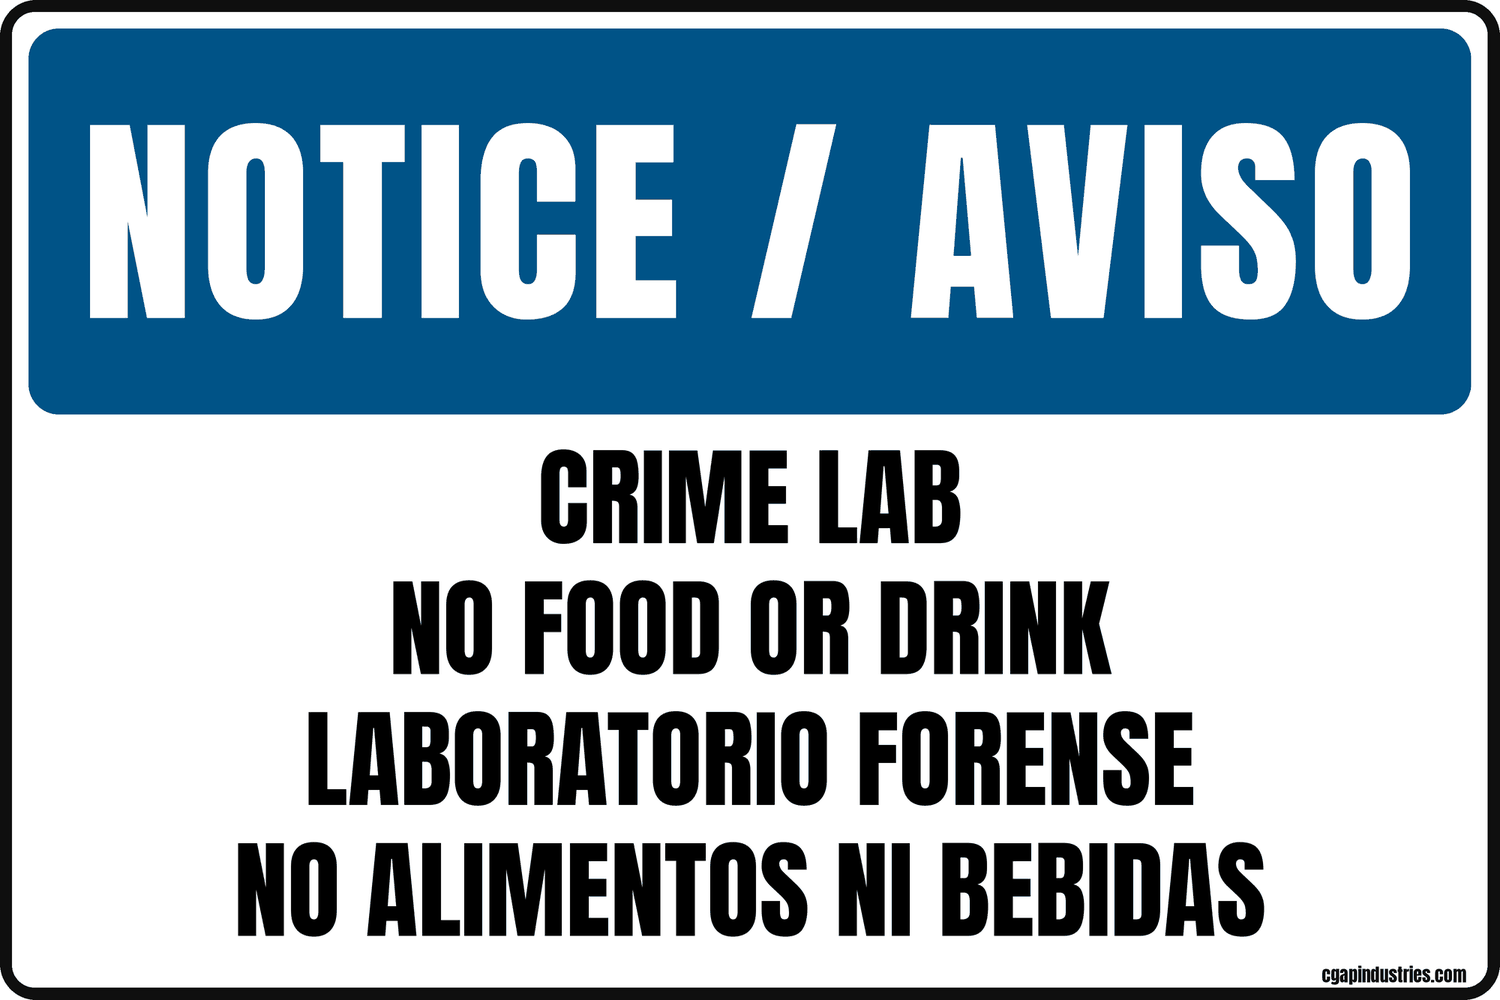 NOTICE / AVISO
CRIME LAB
NO FOOD OR DRINK
LABORATORIO FORENSE
NO ALIMENTOS NI BEBIDAS
cgapindustries.com